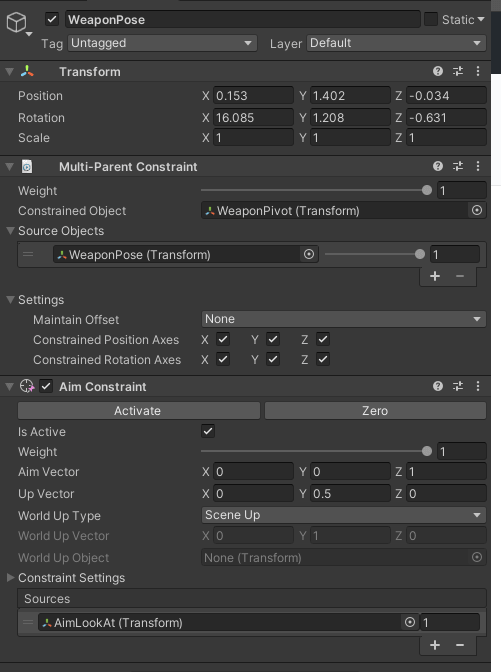 WeaponPose Static
Tag Untagged Layer Default
Transform
Position X 0.153 Y 1.402 Z -0.034
Rotation X 16.085 Y 1.208 Z -0.631
Scale X 1 Y 1 Z 1
Multi-Parent Constraint
Weight 1
Constrained Object WeaponPivot (Transform)
Source Objects
WeaponPose (Transform) 1
Settings
Maintain Offset None
Constrained Position Axes X Y Z
Constrained Rotation Axes X Y Z
Aim Constraint
Activate Zero
Is Active
Weight 1
Aim Vector X 0 Y 0 Z 1
Up Vector X 0 Y 0.5 Z 0
World Up Type Scene Up
World Up Vector X 0 Y 1 Z 0
World Up Object None (Transform)
Constraint Settings
Sources
AimLookAt (Transform) 1